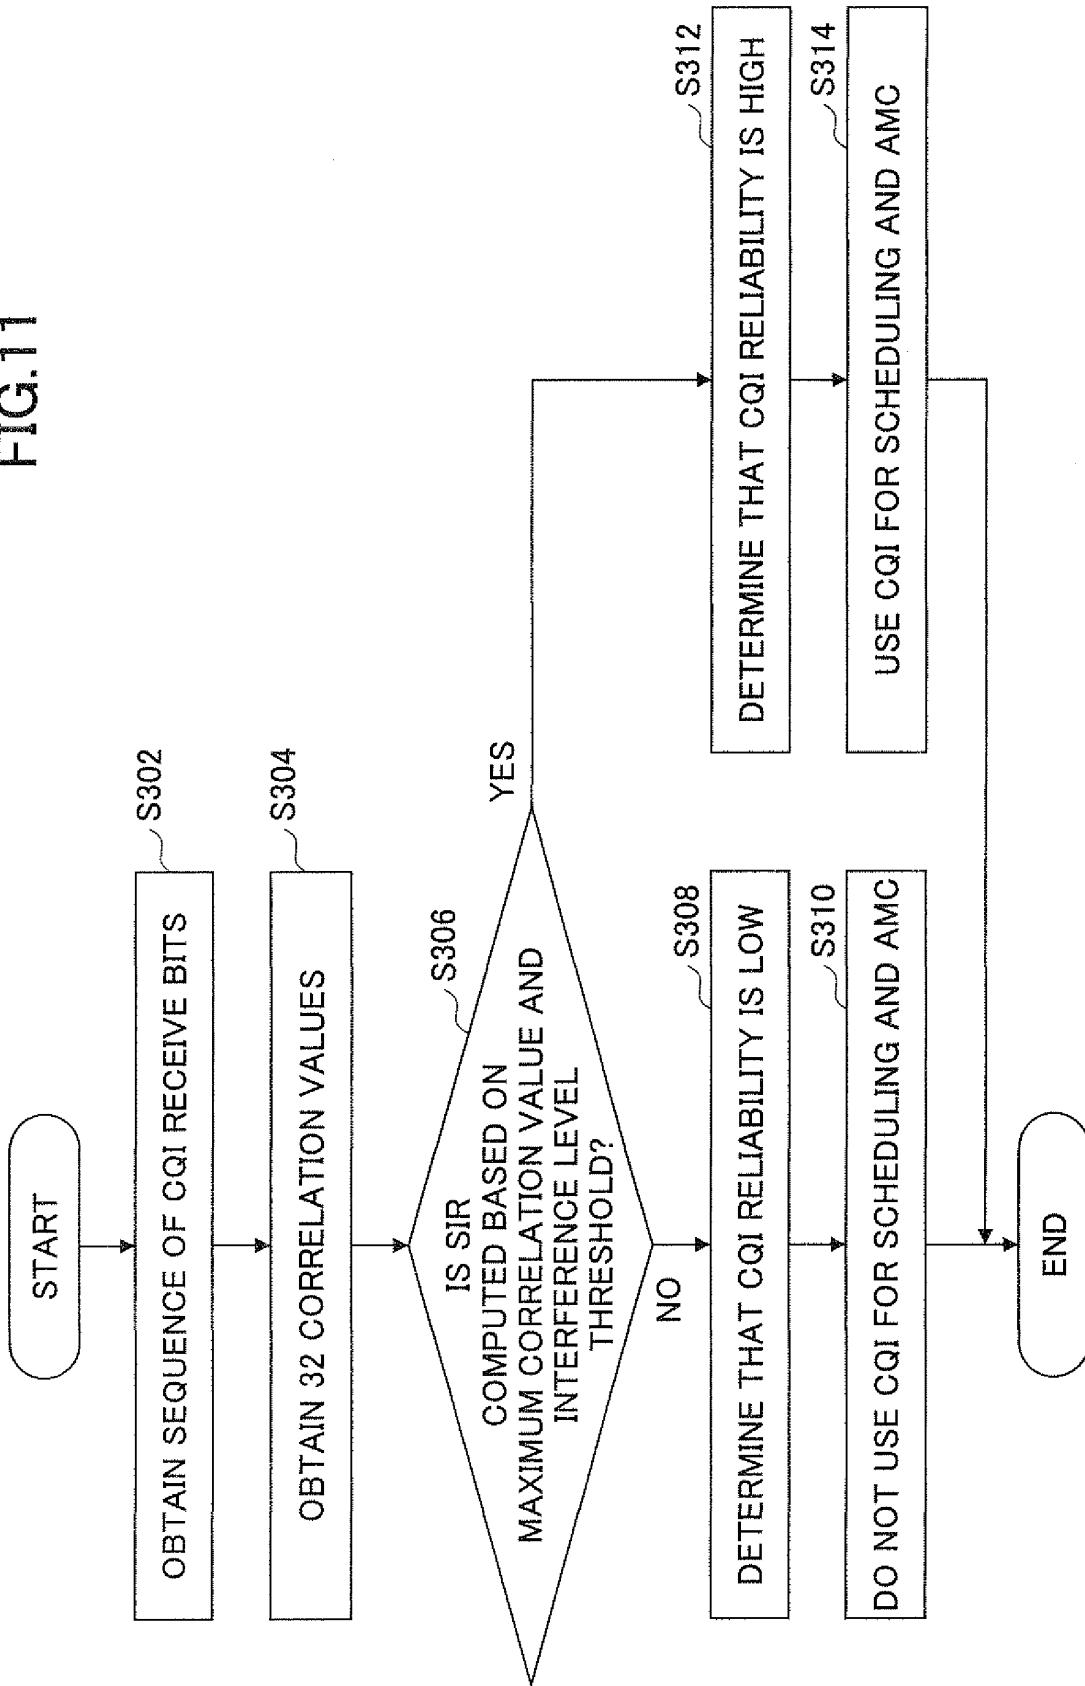 FIG.11
START
S302
OBTAIN SEQUENCE OF CQI RECEIVE BITS
S304
OBTAIN 32 CORRELATION VALUES
S306
IS SIR
COMPUTED BASED ON
MAXIMUM CORRELATION VALUE AND
INTERFERENCE LEVEL
THRESHOLD?
YES
NO
S308
DETERMINE THAT CQI RELIABILITY IS LOW
S310
DO NOT USE CQI FOR SCHEDULING AND AMC
S312
DETERMINE THAT CQI RELIABILITY IS HIGH
S314
USE CQI FOR SCHEDULING AND AMC
END